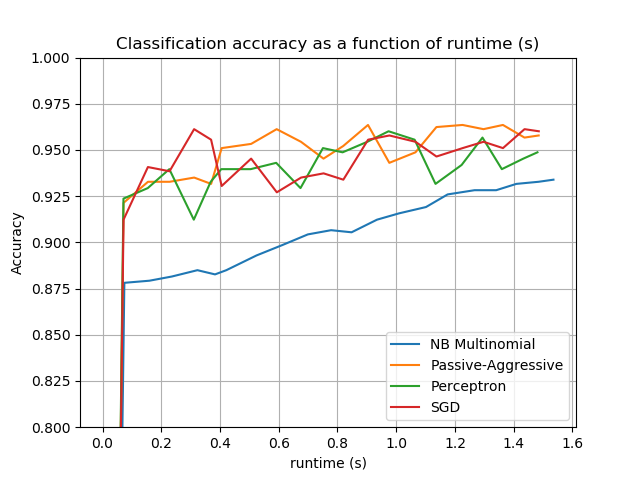 Classification accuracy as a function of runtime (s)
1.000
0.975
0.950
0.925
0.900
0.875
0.850
0.825
0.800
Accuracy
NB Multinomial
Passive-Aggressive
Perceptron
SGD
0.0 0.2 0.4 0.6 0.8 1.0 1.2 1.4 1.6
runtime (s)